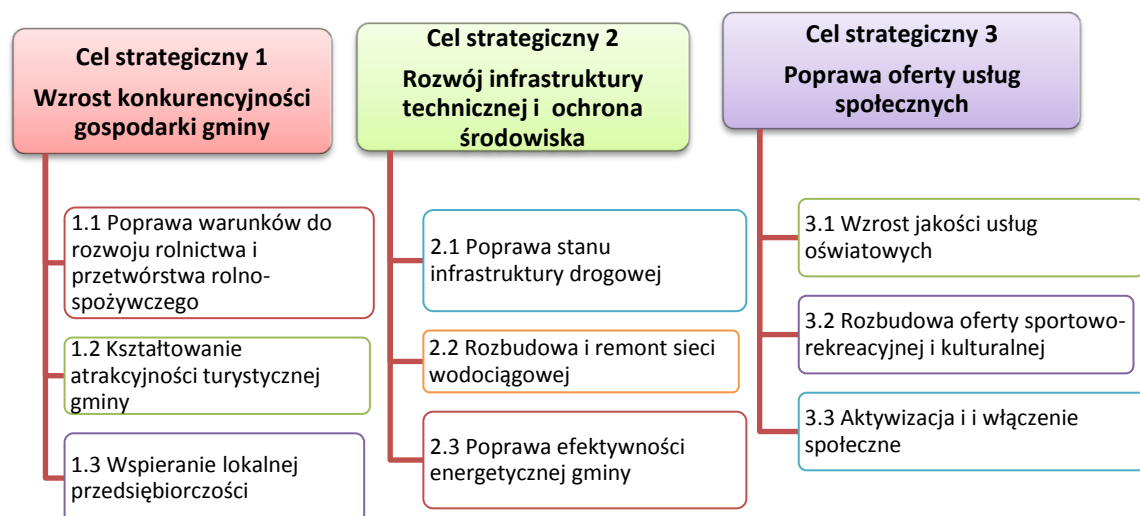 Cel strategiczny 1
Wzrost konkurencyjności
gospodarki gminy
1.1 Poprawa warunków do
rozwoju rolnictwa i
przetwórstwa rolno-
spożywczego
1.2 Kształtowanie
atrakcyjności turystycznej
gminy
1.3 Wspieranie lokalnej
przedsiębiorczości
Cel strategiczny 2
Rozwój infrastruktury
technicznej i ochrona
środowiska
2.1 Poprawa stanu
infrastruktury drogowej
2.2 Rozbudowa i remont sieci
wodociągowej
2.3 Poprawa efektywności
energetycznej gminy
Cel strategiczny 3
Poprawa oferty usług
społecznych
3.1 Wzrost jakości usług
oświatowych
3.2 Rozbudowa oferty sportowo-
rekreacyjnej i kulturalnej
3.3 Aktywizacja i i włączenie
społeczne